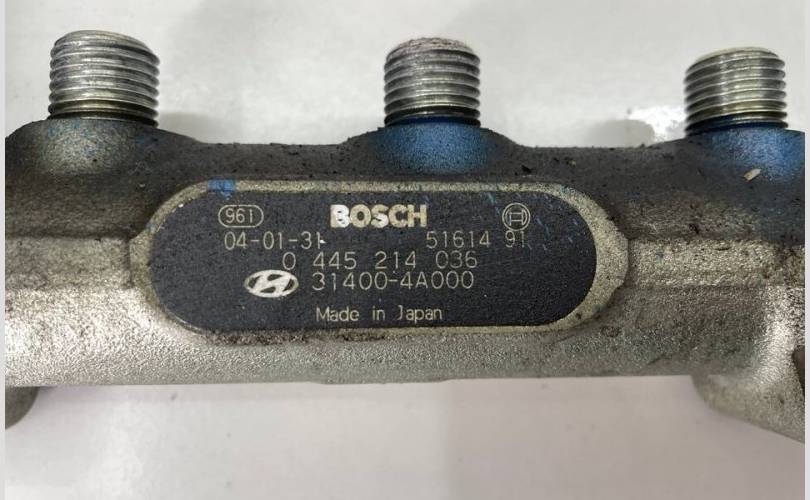 961 BOSCH
04-01-31 51614 91
0 445 214 036
31400-4A000
Made in Japan